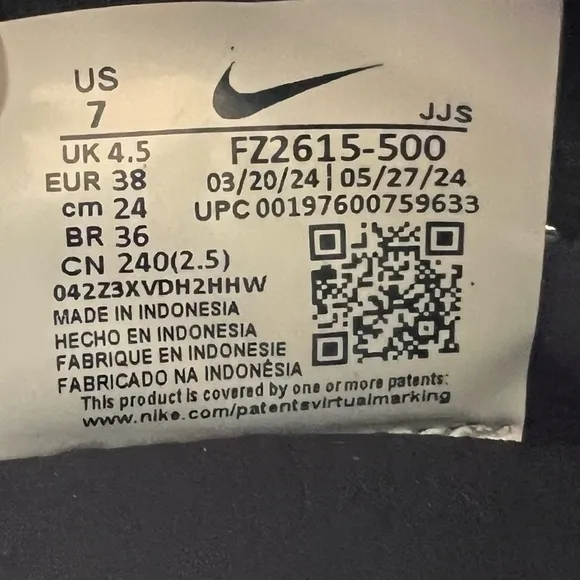 US
7
JJS
UK 4.5
FZ2615-500
EUR 38
03/20/24 | 05/27/24
cm 24
UPC 00197600759633
BR 36
CN 240(2.5)
042Z3XVDH2HHW
MADE IN INDONESIA
HECHO EN INDONESIA
FABRIQUE EN INDONESIE
FABRICADO NA INDONÉSIA
This product is covered by one or more patents:
www.nike.com/patentsvirtualmarking